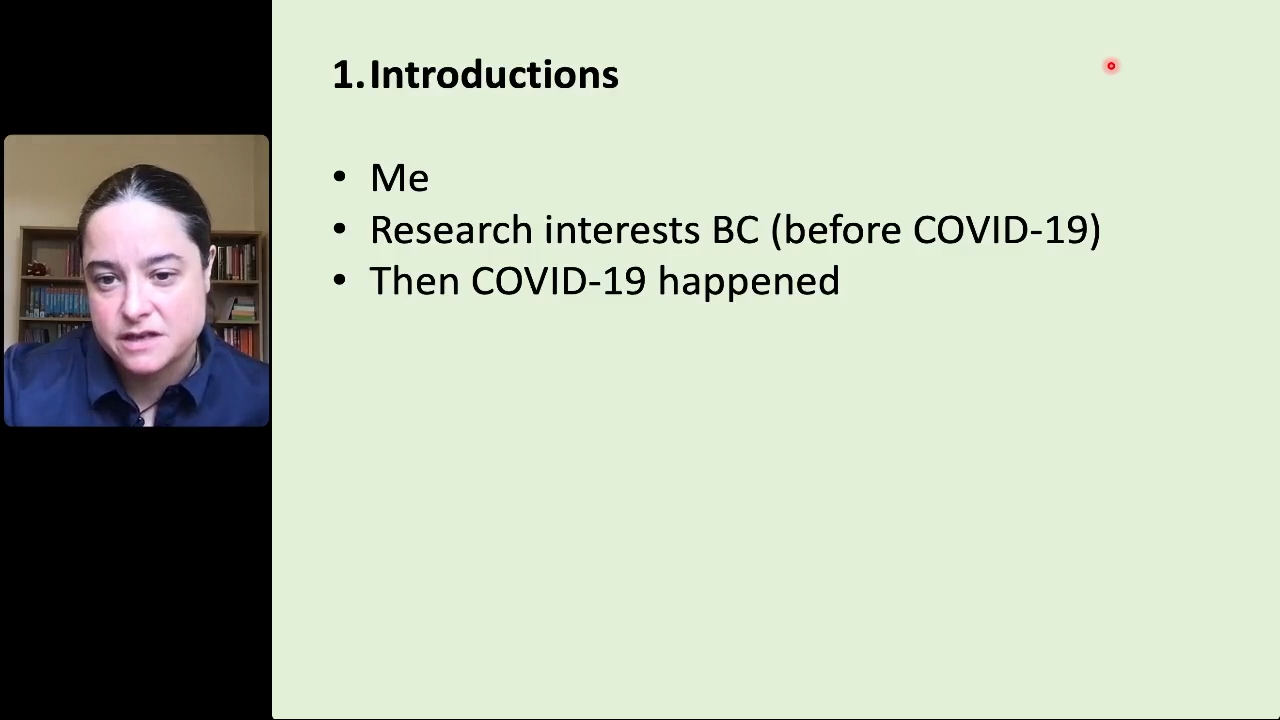 1. Introductions
• Me
• Research interests BC (before COVID-19)
• Then COVID-19 happened